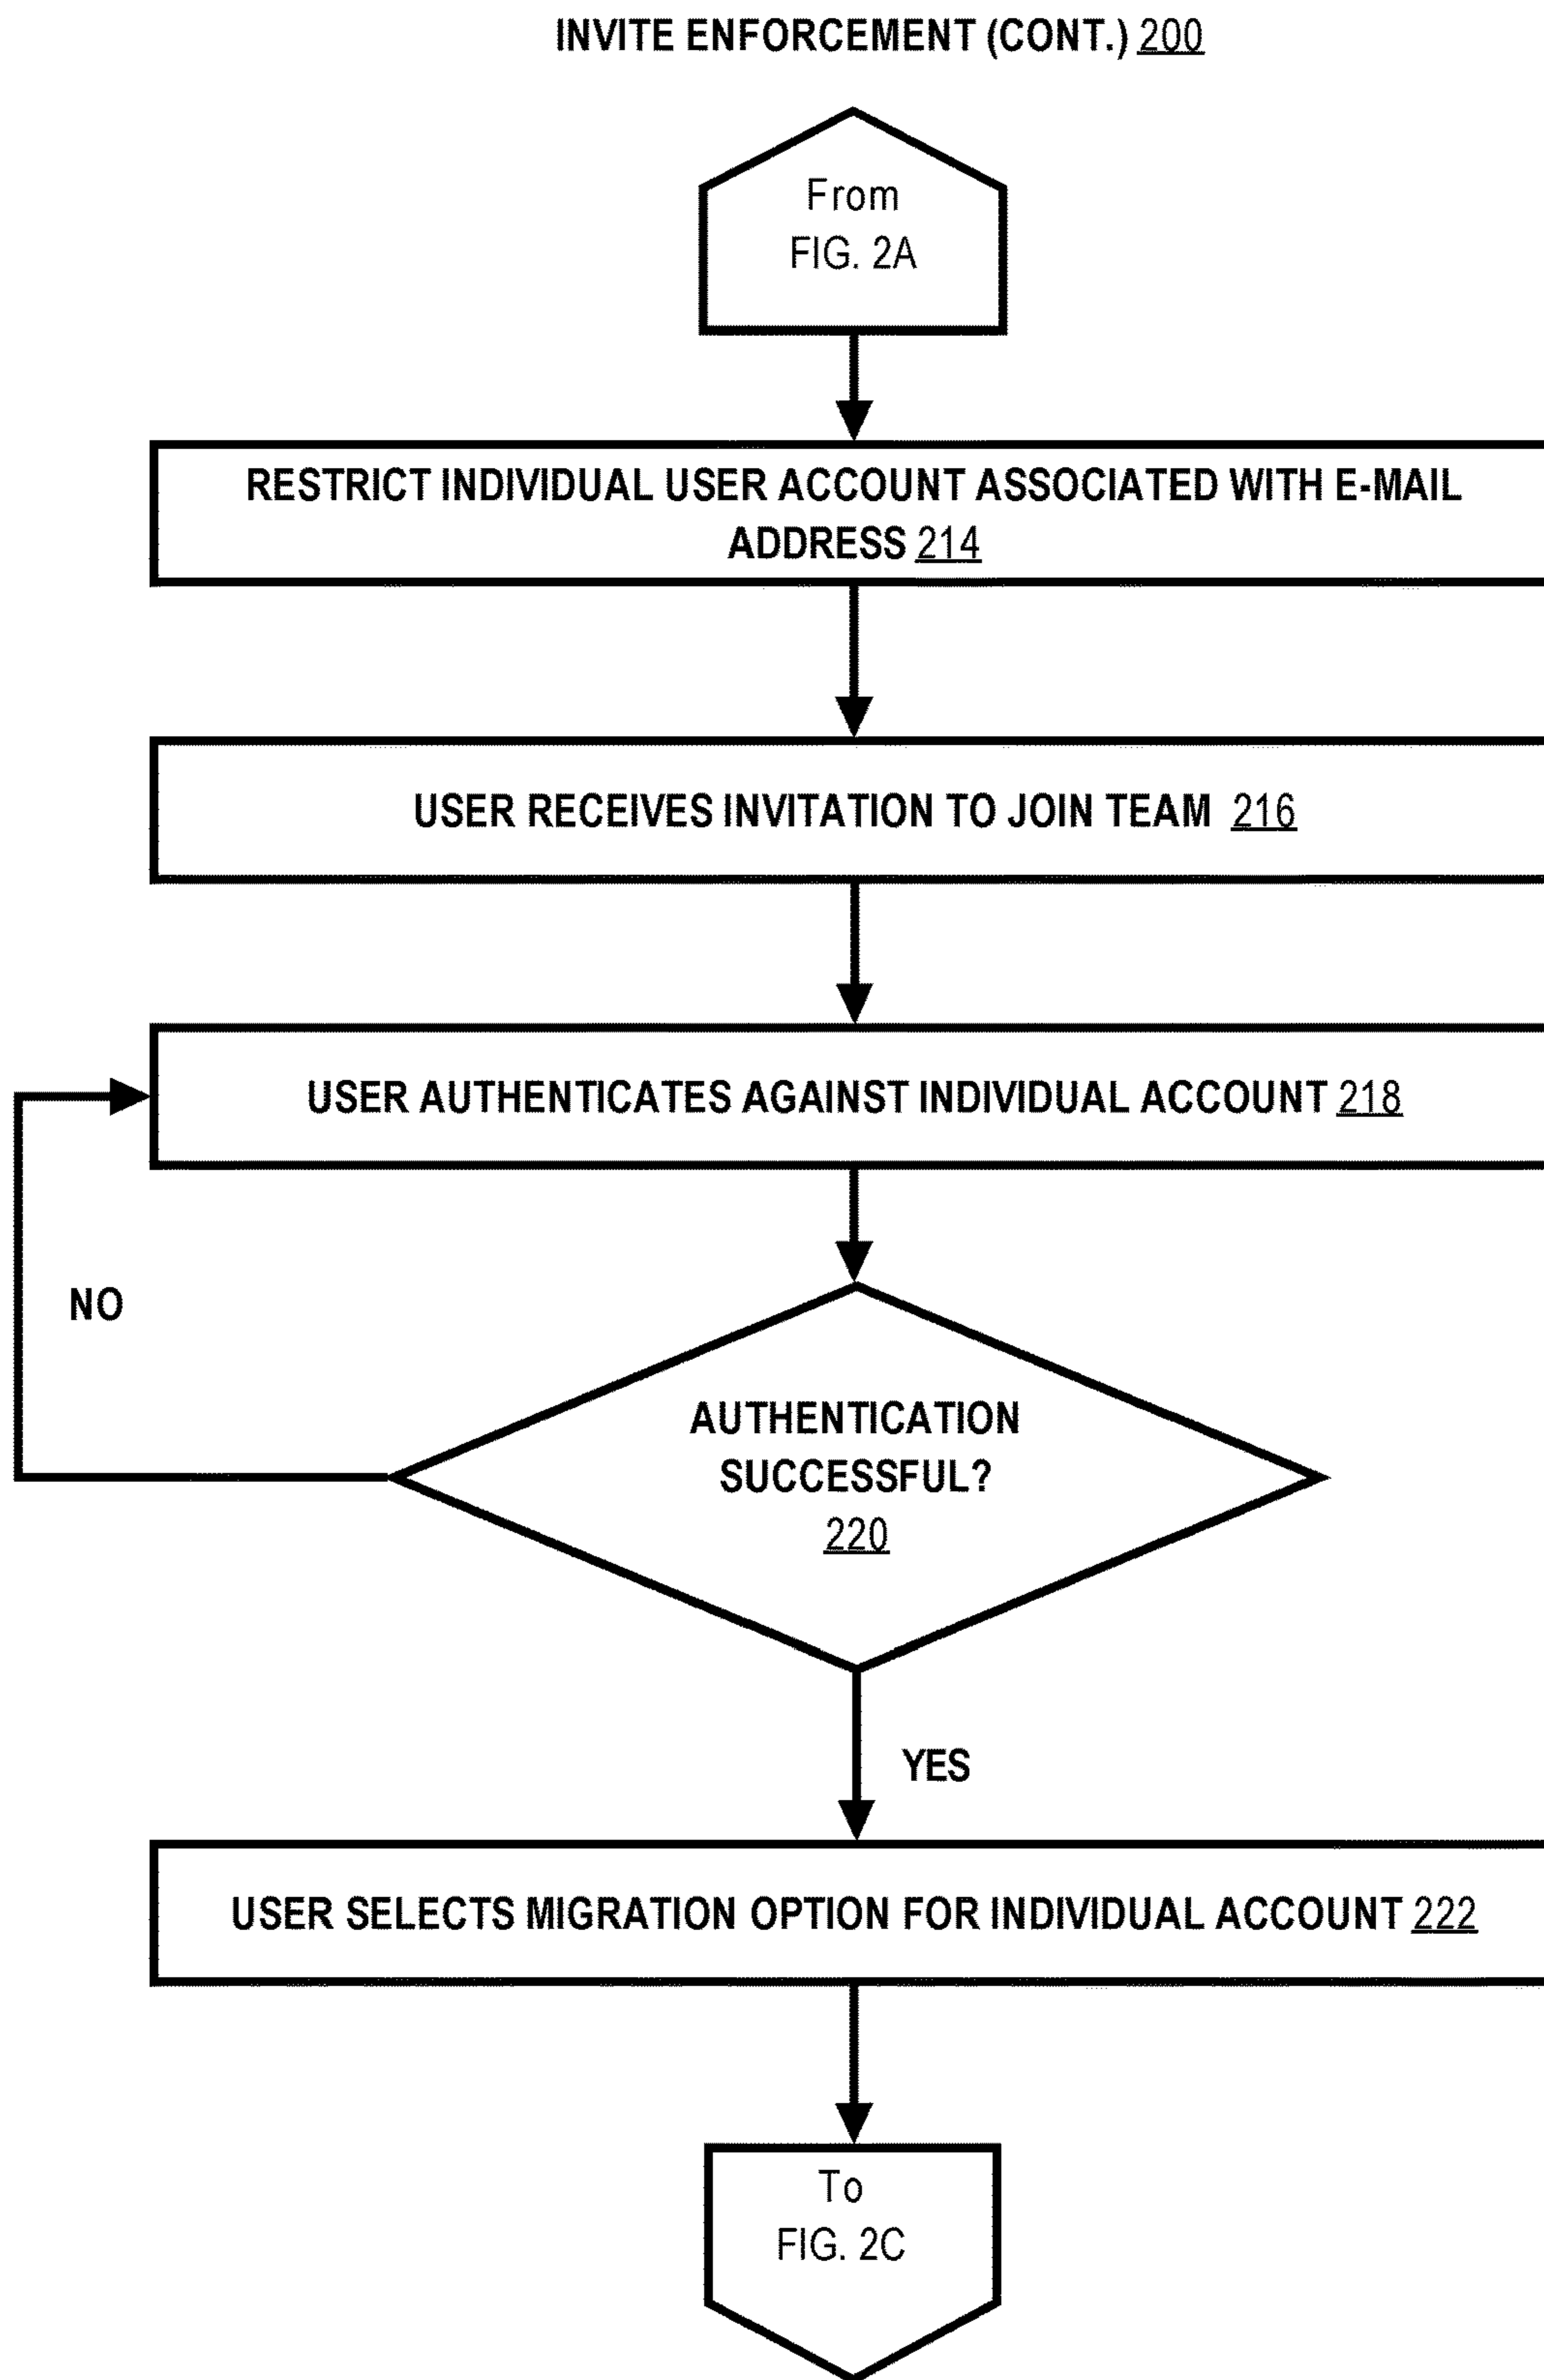 INVITE ENFORCEMENT (CONT.) 200
From
FIG. 2A
RESTRICT INDIVIDUAL USER ACCOUNT ASSOCIATED WITH E-MAIL
ADDRESS 214
USER RECEIVES INVITATION TO JOIN TEAM 216
USER AUTHENTICATES AGAINST INDIVIDUAL ACCOUNT 218
NO
AUTHENTICATION
SUCCESSFUL?
220
YES
USER SELECTS MIGRATION OPTION FOR INDIVIDUAL ACCOUNT 222
To
FIG. 2C